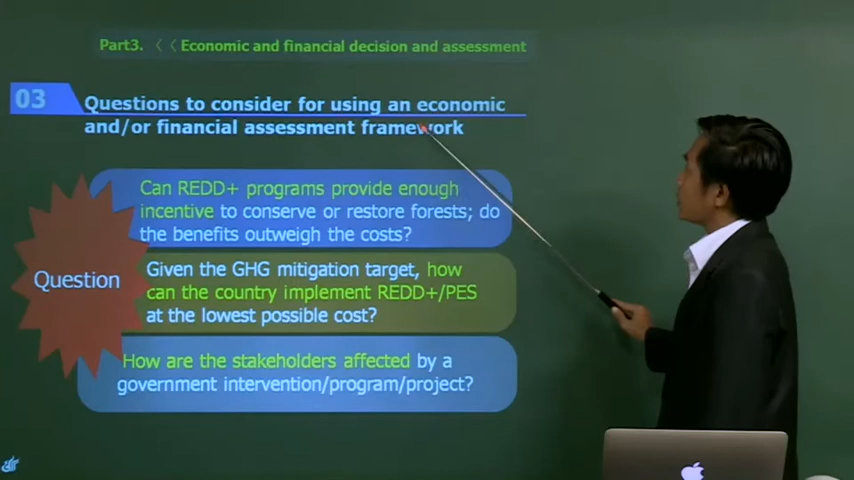 Part3. 〈〈 Economic and financial decision and assessment
03
Questions to consider for using an economic
and/or financial assessment framework
Can REDD+ programs provide enough
incentive to conserve or restore forests; do
the benefits outweigh the costs?
Question
Given the GHG mitigation target, how
can the country implement REDD+/PES
at the lowest possible cost?
How are the stakeholders affected by a
government intervention/program/project?